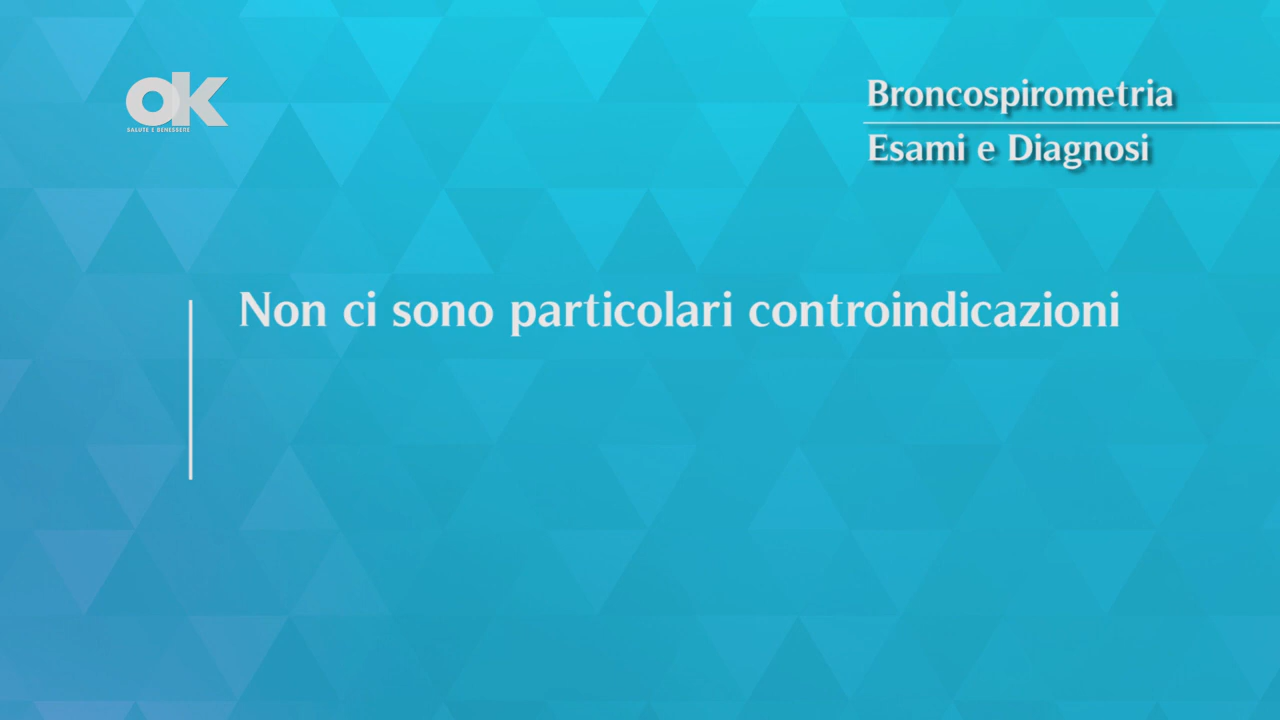 OK
SALUTE E BENESSERE
Broncospirometria
Esami e Diagnosi
Non ci sono particolari controindicazioni